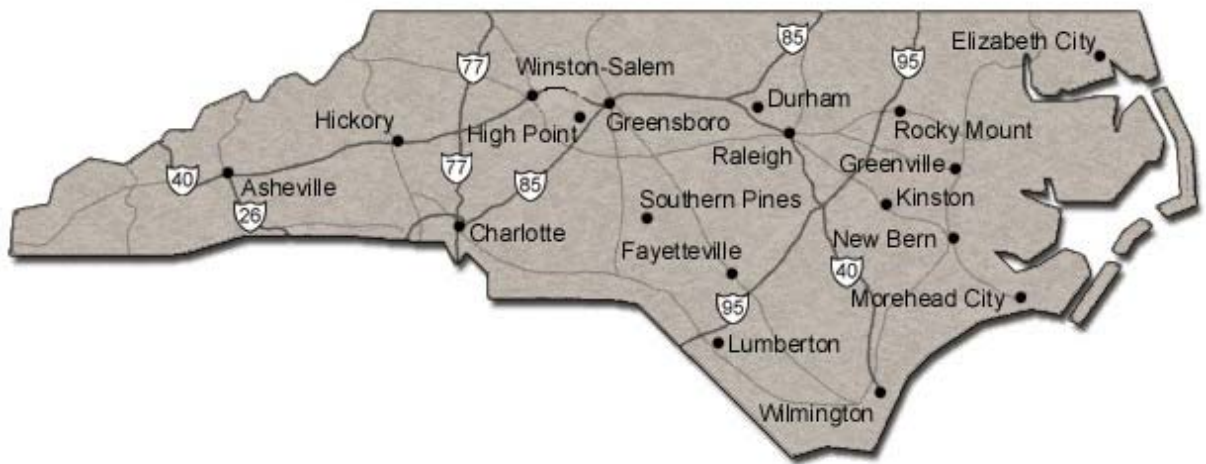 85
Elizabeth City
77
95
Winston-Salem
Durham
Hickory
High Point
Greensboro
Rocky Mount
Raleigh
Greenville
77
40
Asheville
85
Southern Pines
Kinston
26
Charlotte
New Bern
Fayetteville
40
Morehead City
95
Lumberton
Wilmington